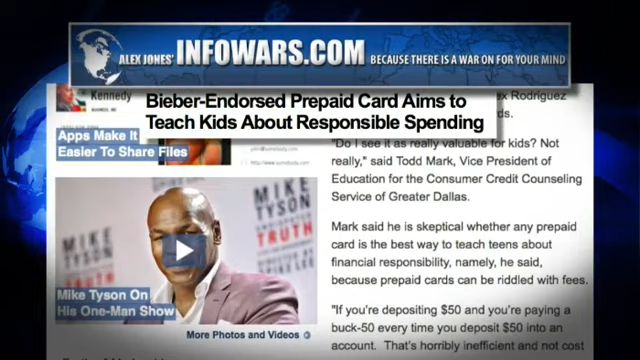 ALEX JONES' INFOWARS.COM BECAUSE THERE IS A WAR ON FOR YOUR MIND
Bieber-Endorsed Prepaid Card Aims to
Teach Kids About Responsible Spending
Kennedy
Apps Make It
Easier To Share Files
MIKE
TYSON
TRUTH
MIKE
TYSON
TRUTH
SPIKE LEE
Mike Tyson On
His One-Man Show
More Photos and Videos
Rodriguez
"Do I see it as really valuable for kids? Not
really," said Todd Mark, Vice President of
Education for the Consumer Credit Counseling
Service of Greater Dallas.
Mark said he is skeptical whether any prepaid
card is the best way to teach teens about
financial responsibility, namely, he said,
because prepaid cards can be riddled with fees.
"If you're depositing $50 and you're paying a
buck-50 every time you deposit $50 into an
account. That's horribly inefficient and not cost